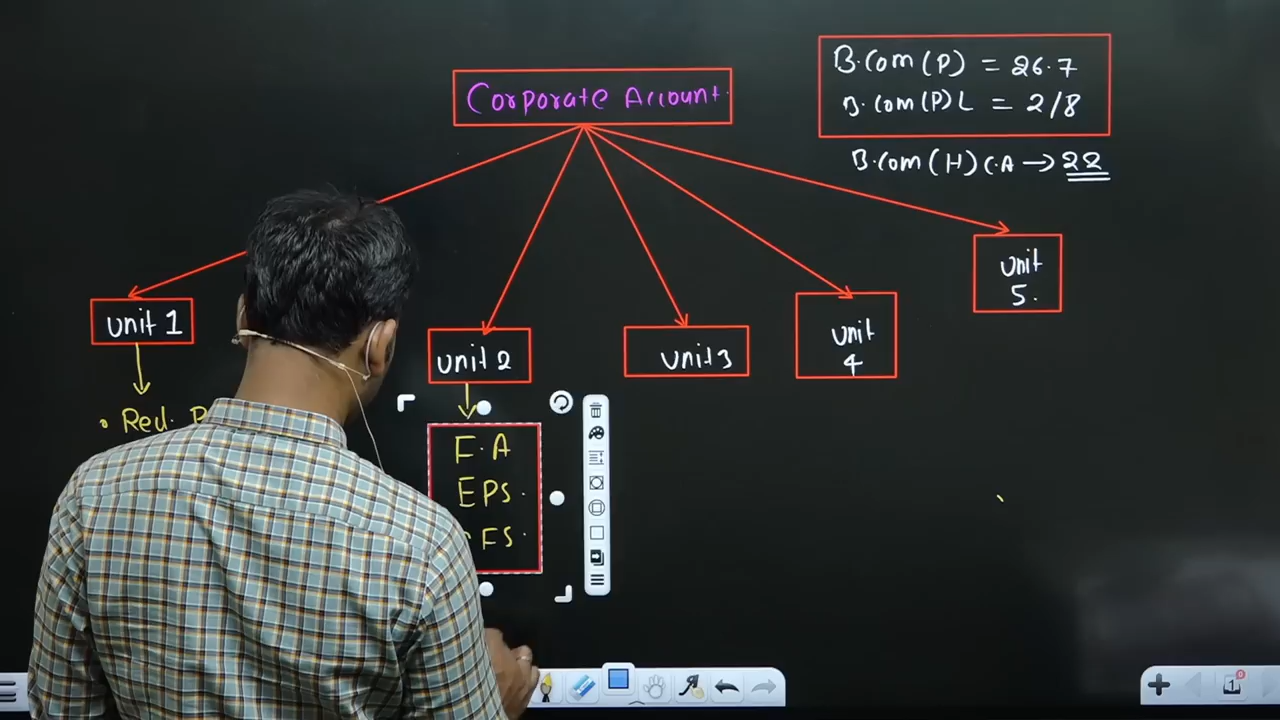 B.Com (P) = 26.7
B.Com (P) L = 2/8
B.Com (H) C.A → 22
Corporate Account.
Unit 1
Unit 2
Unit 3
Unit
4
Unit
5.
• Red.
F.A
EPS.
FS.
1